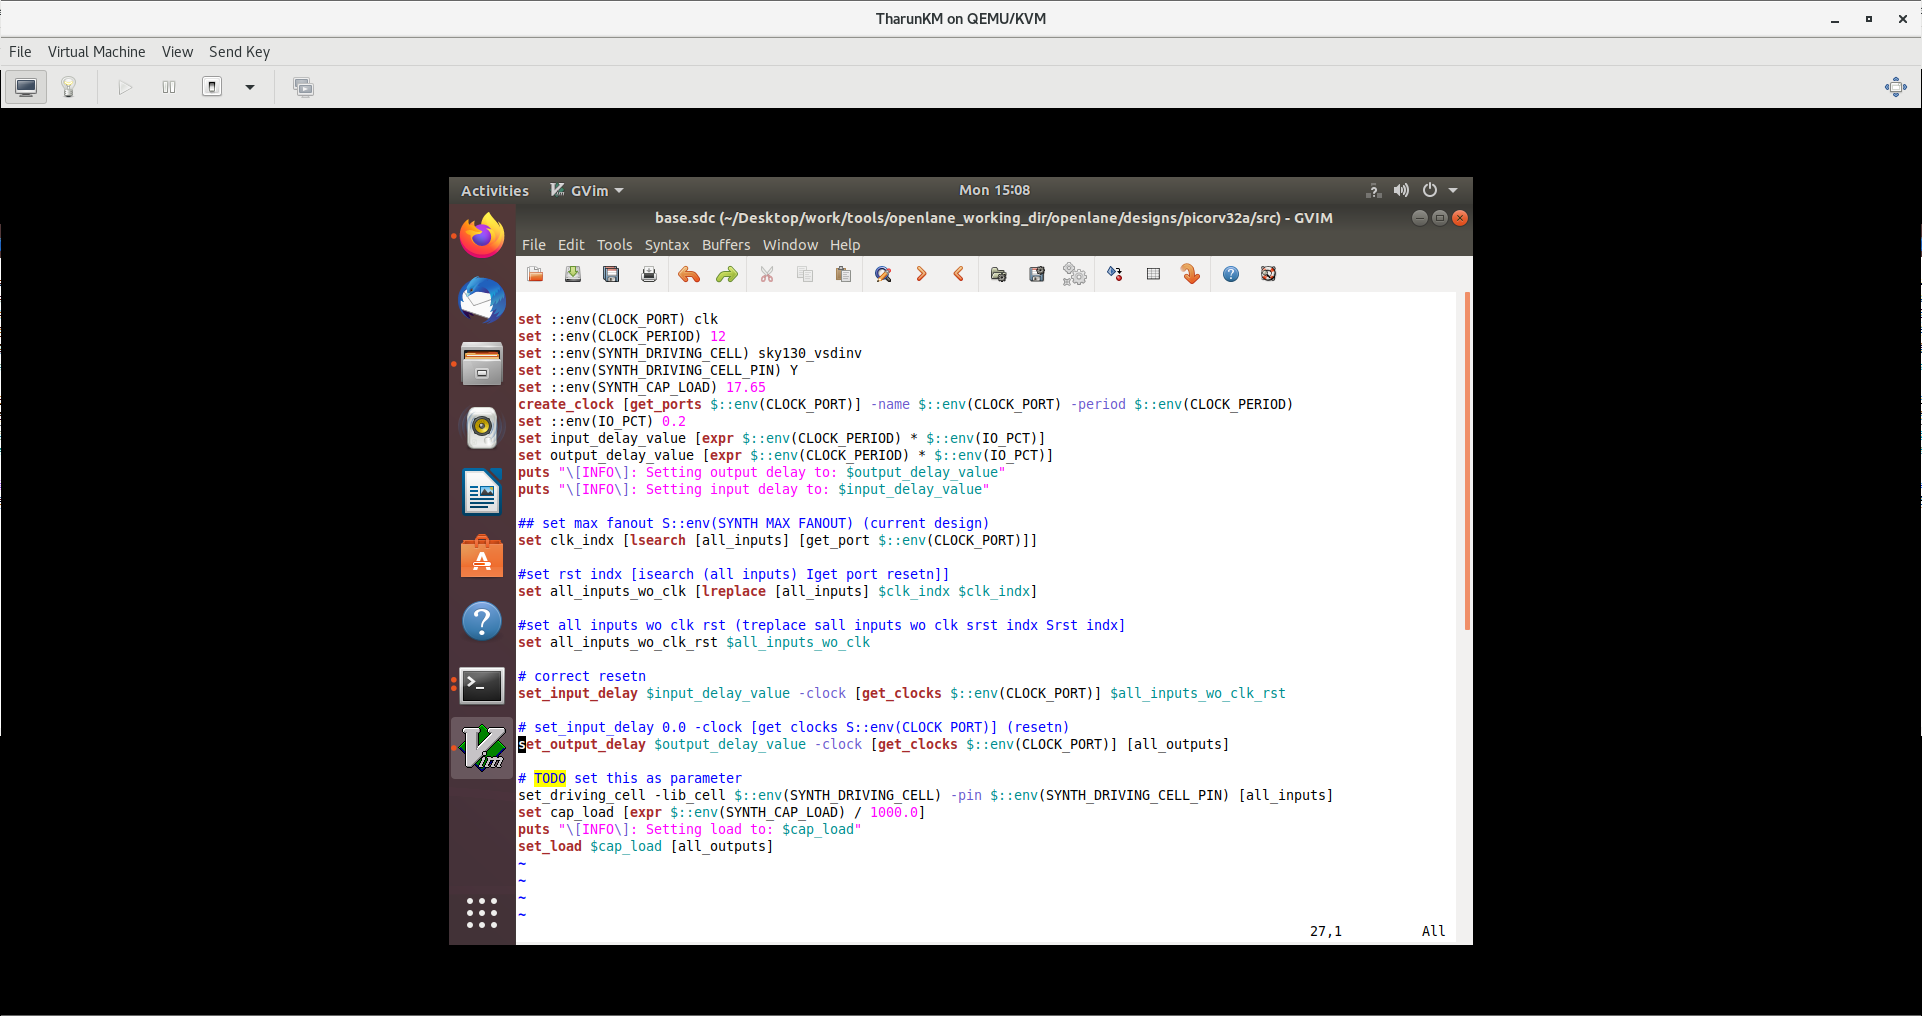 TharunKM on QEMU/KVM
File Virtual Machine View Send Key
Activities GVim Mon 15:08
base.sdc (~/Desktop/work/tools/openlane_working_dir/openlane/designs/picorv32a/src) - GVIM
File Edit Tools Syntax Buffers Window Help
set ::env(CLOCK_PORT) clk
set ::env(CLOCK_PERIOD) 12
set ::env(SYNTH_DRIVING_CELL) sky130_vsdinv
set ::env(SYNTH_DRIVING_CELL_PIN) Y
set ::env(SYNTH_CAP_LOAD) 17.65
create_clock [get_ports $::env(CLOCK_PORT)] -name $::env(CLOCK_PORT) -period $::env(CLOCK_PERIOD)
set ::env(IO_PCT) 0.2
set input_delay_value [expr $::env(CLOCK_PERIOD) * $::env(IO_PCT)]
set output_delay_value [expr $::env(CLOCK_PERIOD) * $::env(IO_PCT)]
puts "\[INFO\]: Setting output delay to: $output_delay_value"
puts "\[INFO\]: Setting input delay to: $input_delay_value"
## set max fanout S::env(SYNTH MAX FANOUT) (current design)
set clk_indx [lsearch [all_inputs] [get_port $::env(CLOCK_PORT)]]
#set rst indx [isearch (all inputs) Iget port resetn]]
set all_inputs_wo_clk [lreplace [all_inputs] $clk_indx $clk_indx]
#set all inputs wo clk rst (treplace sall inputs wo clk srst indx Srst indx]
set all_inputs_wo_clk_rst $all_inputs_wo_clk
# correct resetn
set_input_delay $input_delay_value -clock [get_clocks $::env(CLOCK_PORT)] $all_inputs_wo_clk_rst
# set_input_delay 0.0 -clock [get clocks S::env(CLOCK PORT)] (resetn)
set_output_delay $output_delay_value -clock [get_clocks $::env(CLOCK_PORT)] [all_outputs]
# TODO set this as parameter
set_driving_cell -lib_cell $::env(SYNTH_DRIVING_CELL) -pin $::env(SYNTH_DRIVING_CELL_PIN) [all_inputs]
set cap_load [expr $::env(SYNTH_CAP_LOAD) / 1000.0]
puts "\[INFO\]: Setting load to: $cap_load"
set_load $cap_load [all_outputs]
~
~
~
~
27,1 All